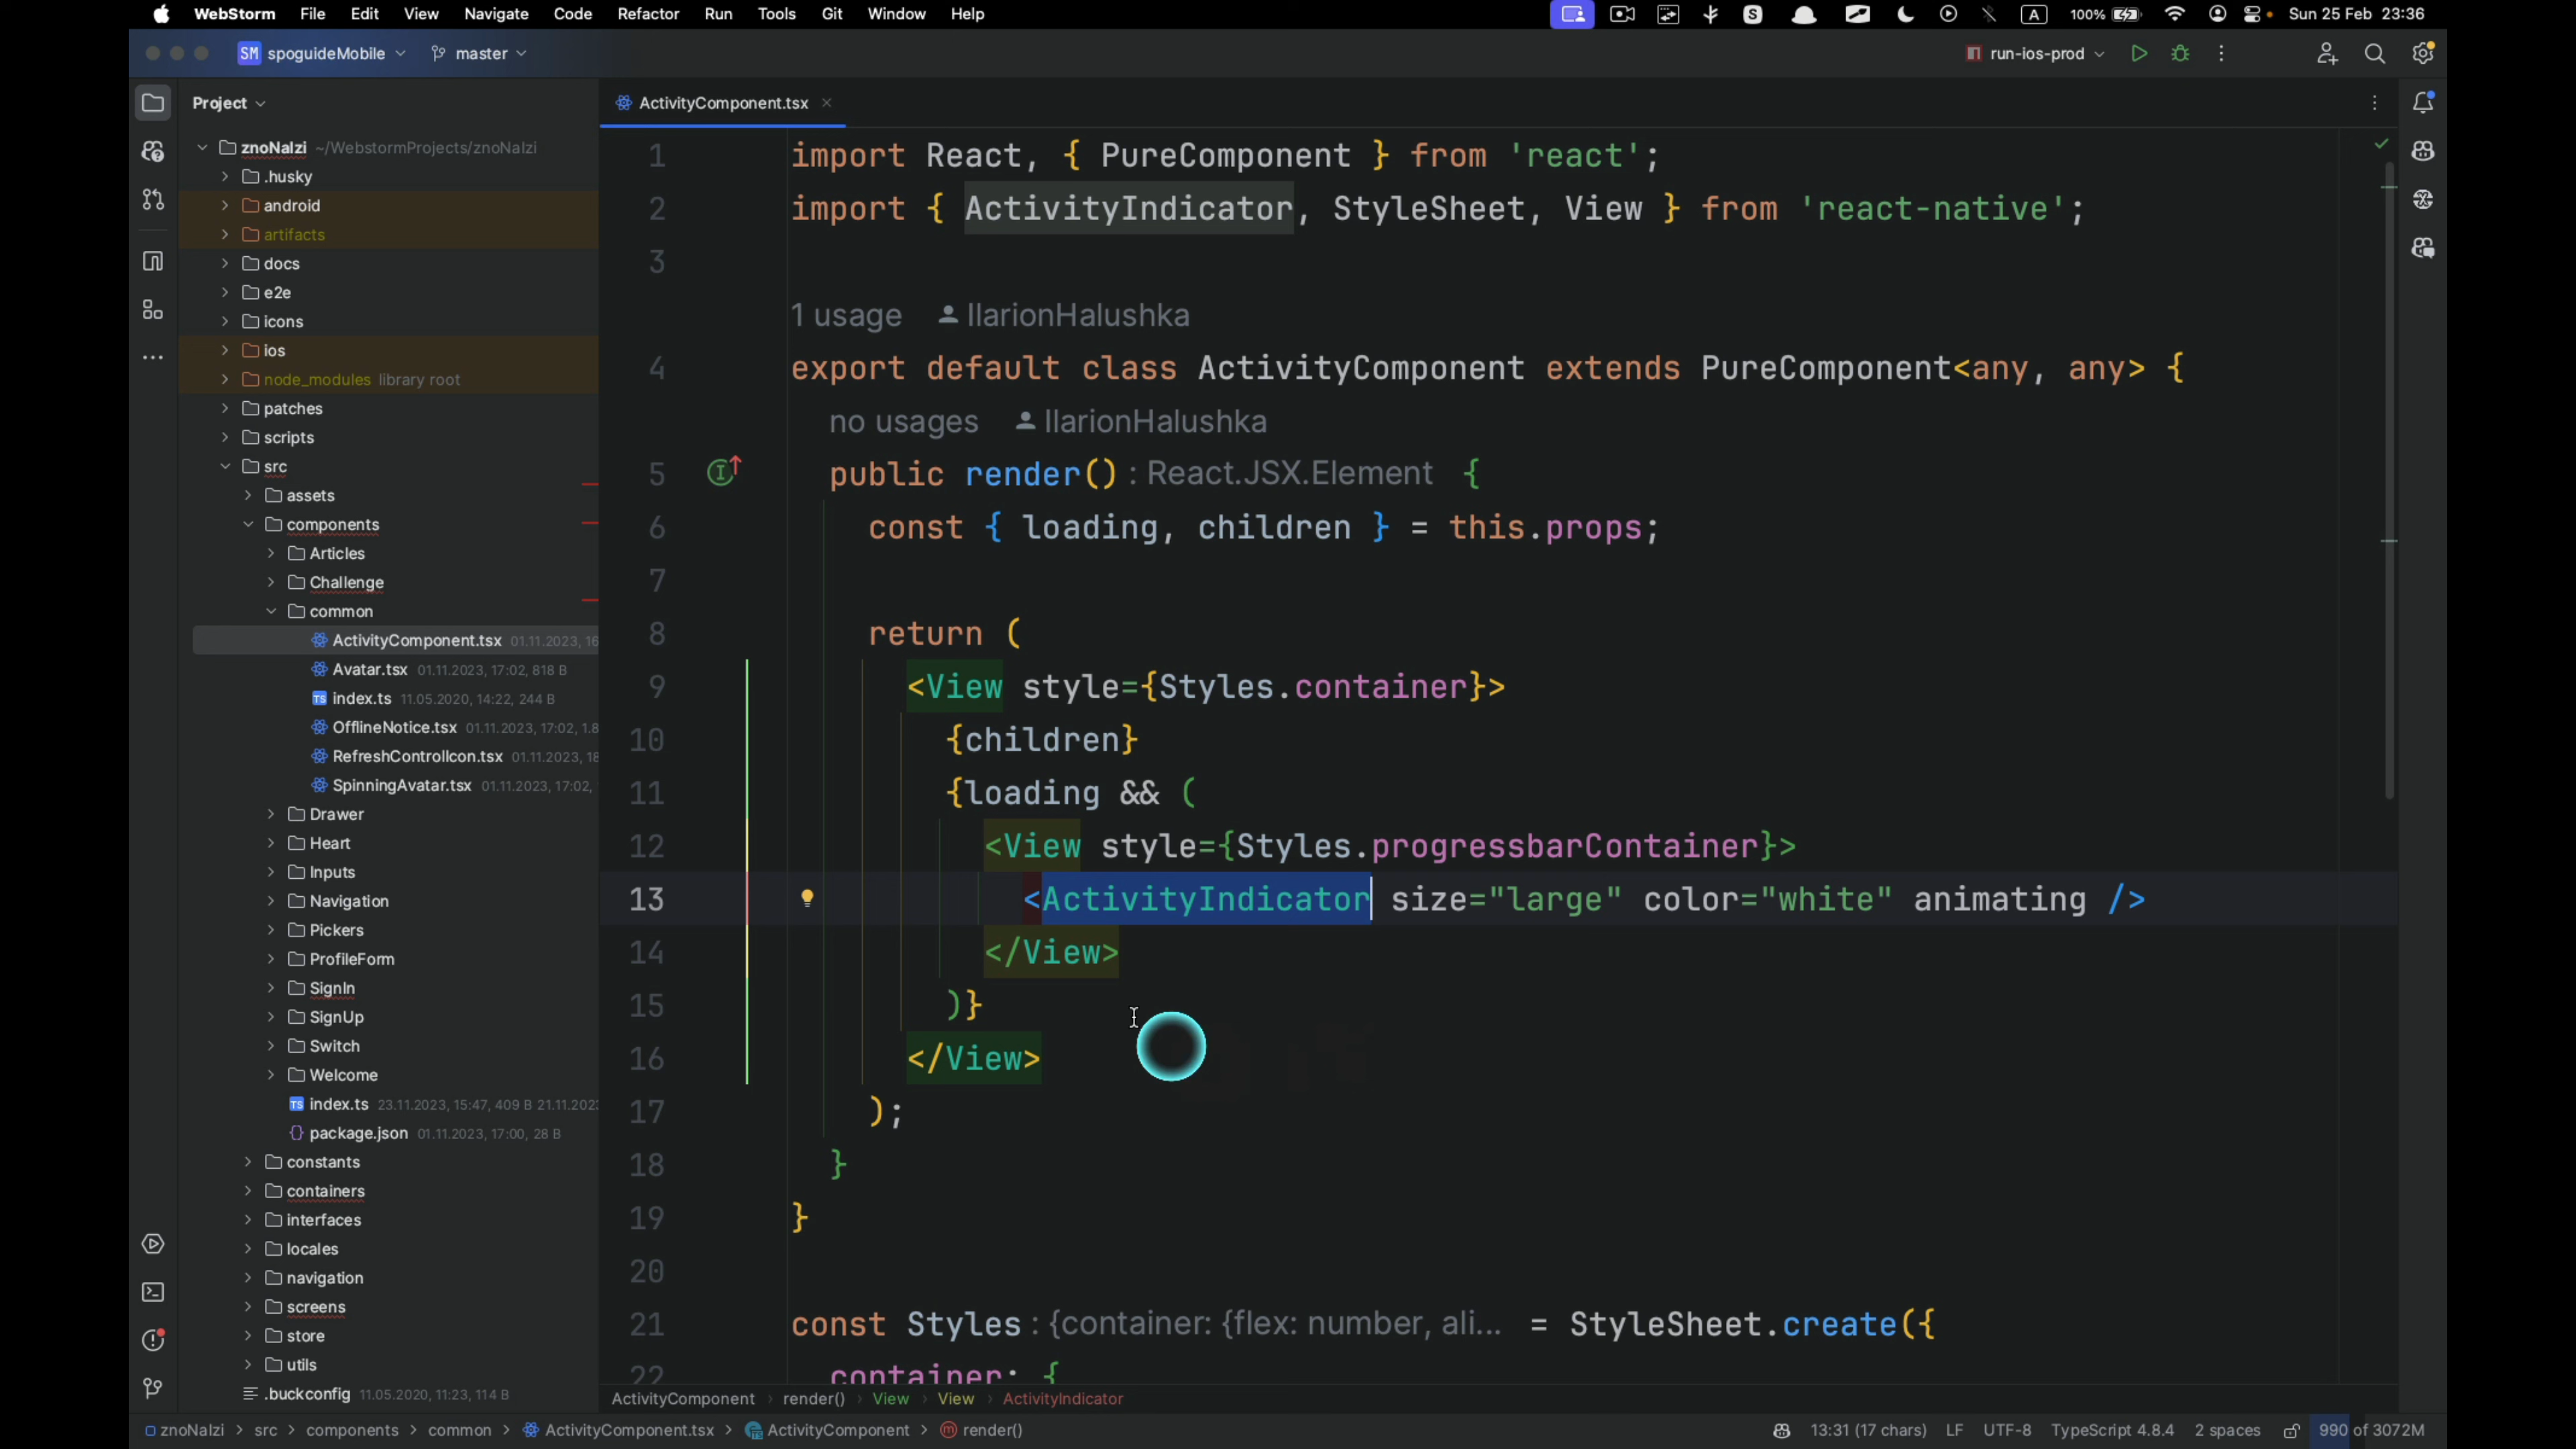 WebStorm File Edit View Navigate Code Refactor Run Tools Git Window Help
A 100% Sun 25 Feb 23:36
SM spoguideMobile master run-ios-prod
Project
ActivityComponent.tsx
znoNalzi ~/WebstormProjects/znoNalzi
.husky
android
artifacts
docs
e2e
icons
ios
node_modules library root
patches
scripts
src
assets
components
Articles
Challenge
common
ActivityComponent.tsx 01.11.2023, 16
Avatar.tsx 01.11.2023, 17:02, 818 B
index.ts 11.05.2020, 14:22, 244 B
OfflineNotice.tsx 01.11.2023, 17:02, 1.8
RefreshControlIcon.tsx 01.11.2023, 18
SpinningAvatar.tsx 01.11.2023, 17:02,
Drawer
Heart
Inputs
Navigation
Pickers
ProfileForm
SignIn
SignUp
Switch
Welcome
TS index.ts 23.11.2023, 15:47, 409 B 21.11.202
package.json 01.11.2023, 17:00, 28 B
constants
containers
interfaces
locales
navigation
screens
store
utils
.buckconfig 11.05.2020, 11:23, 114 B
1 import React, { PureComponent } from 'react';
2 import { ActivityIndicator, StyleSheet, View } from 'react-native';
3
1 usage IlarionHalushka
4 export default class ActivityComponent extends PureComponent<any, any> {
no usages IlarionHalushka
5 public render() : React.JSX.Element {
6 const { loading, children } = this.props;
7
8 return (
9 <View style={Styles.container}>
10 {children}
11 {loading && (
12 <View style={Styles.progressbarContainer}>
13 <ActivityIndicator size="large" color="white" animating />
14 </View>
15 )}
16 </View>
17 );
18 }
19 }
20
21 const Styles : {container: {flex: number, ali... = StyleSheet.create({
22 container: {
ActivityComponent render() View View ActivityIndicator
znoNalzi > src > components > common > ActivityComponent.tsx > ActivityComponent > render()
13:31 (17 chars) LF UTF-8 TypeScript 4.8.4 2 spaces 990 of 3072M